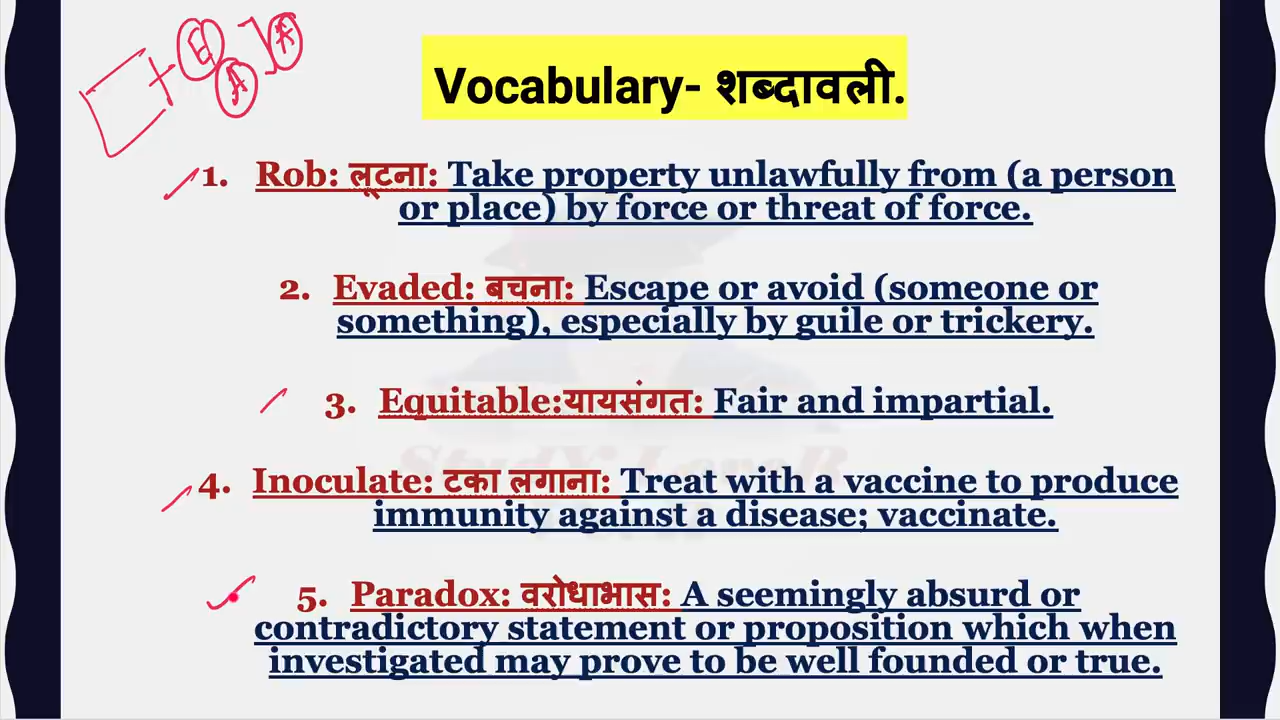 Vocabulary- शब्दावली.
1. Rob: लूटना: Take property unlawfully from (a person
or place) by force or threat of force.
2. Evaded: बचना: Escape or avoid (someone or
something), especially by guile or trickery.
3. Equitable:यायसंगत: Fair and impartial.
4. Inoculate: टका लगाना: Treat with a vaccine to produce
immunity against a disease; vaccinate.
5. Paradox: वरोधाभास: A seemingly absurd or
contradictory statement or proposition which when
investigated may prove to be well founded or true.